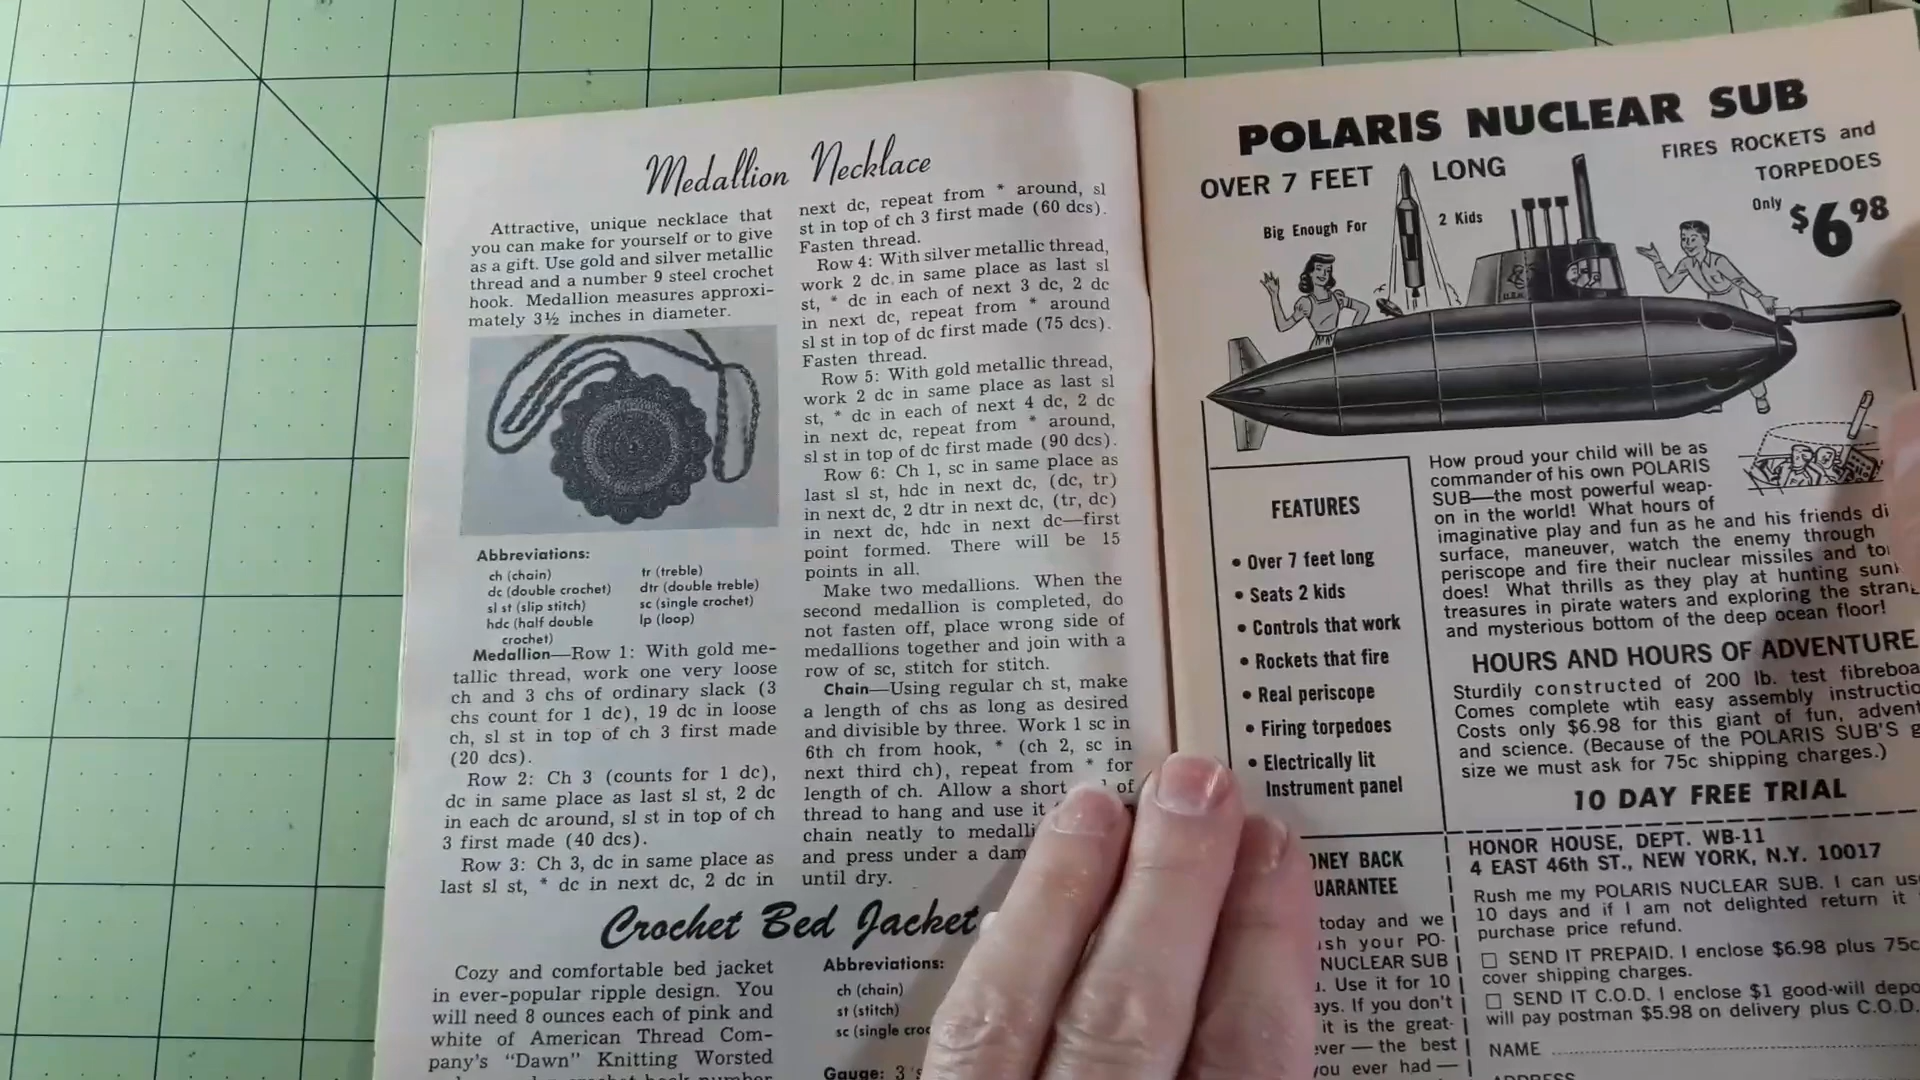 Medallion Necklace
Attractive, unique necklace that
you can make for yourself or to give
as a gift. Use gold and silver metallic
thread and a number 9 steel crochet
hook. Medallion measures approxi-
mately 3½ inches in diameter.
Abbreviations:
ch (chain)
dc (double crochet)
sl st (slip stitch)
hdc (half double
crochet)
tr (treble)
dtr (double treble)
sc (single crochet)
lp (loop)
Medallion—Row 1: With gold me-
tallic thread, work one very loose
ch and 3 chs of ordinary slack (3
chs count for 1 dc), 19 dc in loose
ch, sl st in top of ch 3 first made
(20 dcs).
Row 2: Ch 3 (counts for 1 dc),
dc in same place as last sl st, 2 dc
in each dc around, sl st in top of ch
3 first made (40 dcs).
Row 3: Ch 3, dc in same place as
last sl st, * dc in next dc, 2 dc in
next dc, repeat from * around, sl
st in top of ch 3 first made (60 dcs).
Fasten thread.
Row 4: With silver metallic thread,
work 2 dc in same place as last sl
st, * dc in each of next 3 dc, 2 dc
in next dc, repeat from * around
sl st in top of dc first made (75 dcs).
Fasten thread.
Row 5: With gold metallic thread,
work 2 dc in same place as last sl
st, * dc in each of next 4 dc, 2 dc
in next dc, repeat from * around,
sl st in top of dc first made (90 dcs).
Row 6: Ch 1, sc in same place as
last sl st, hdc in next dc, (dc, tr)
in next dc, 2 dtr in next dc, (tr, dc)
in next dc, hdc in next dc—first
point formed. There will be 15
points in all.
Make two medallions. When the
second medallion is completed, do
not fasten off, place wrong side of
medallions together and join with a
row of sc, stitch for stitch.
Chain—Using regular ch st, make
a length of chs as long as desired
and divisible by three. Work 1 sc in
6th ch from hook, * (ch 2, sc in
next third ch), repeat from * for
length of ch. Allow a short of
thread to hang and use it
chain neatly to medalli
and press under a dam
until dry.
Crochet Bed Jacket
Cozy and comfortable bed jacket
in ever-popular ripple design. You
will need 8 ounces each of pink and
white of American Thread Com-
pany's "Dawn" Knitting Worsted
Abbreviations:
ch (chain)
st (stitch)
sc (single cro
Gauge: 3
POLARIS NUCLEAR SUB
OVER 7 FEET LONG
FIRES ROCKETS and
TORPEDOES
Only $6.98
Big Enough For 2 Kids
FEATURES
• Over 7 feet long
• Seats 2 kids
• Controls that work
• Rockets that fire
• Real periscope
• Firing torpedoes
• Electrically lit
Instrument panel
How proud your child will be as
commander of his own POLARIS
SUB—the most powerful weap-
on in the world! What hours of
imaginative play and fun as he and his friends di
surface, maneuver, watch the enemy through
periscope and fire their nuclear missiles and to
does! What thrills as they play at hunting sun
treasures in pirate waters and exploring the stran
and mysterious bottom of the deep ocean floor!
HOURS AND HOURS OF ADVENTURE
Sturdily constructed of 200 lb. test fibreboa
Comes complete wtih easy assembly instructio
Costs only $6.98 for this giant of fun, advent
and science. (Because of the POLARIS SUB'S g
size we must ask for 75c shipping charges.)
10 DAY FREE TRIAL
ONEY BACK
UARANTEE
today and we
ish your PO-
NUCLEAR SUB
. Use it for 10
ays. If you don't
it is the great-
ever — the best
you ever had —
HONOR HOUSE, DEPT. WB-11
4 EAST 46th ST., NEW YORK, N.Y. 10017
Rush me my POLARIS NUCLEAR SUB. I can us
10 days and if I am not delighted return it
purchase price refund.
□ SEND IT PREPAID. I enclose $6.98 plus 75c
cover shipping charges.
□ SEND IT C.O.D. I enclose $1 good-will depo
will pay postman $5.98 on delivery plus C.O.D.
NAME